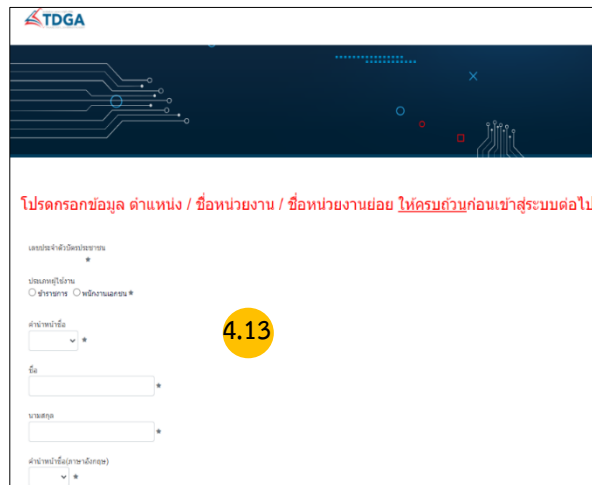 TDGA
โปรดกรอกข้อมูล ตำแหน่ง / ชื่อหน่วยงาน / ชื่อหน่วยงานย่อย ให้ครบถ้วนก่อนเข้าสู่ระบบต่อไป
เลขประจำตัวบัตรประชาชน
*
ประเภทผู้ใช้งาน
ข้าราชการ พนักงานเอกชน *
คำนำหน้าชื่อ
*
4.13
ชื่อ
*
นามสกุล
*
คำนำหน้าชื่อ(ภาษาอังกฤษ)
*